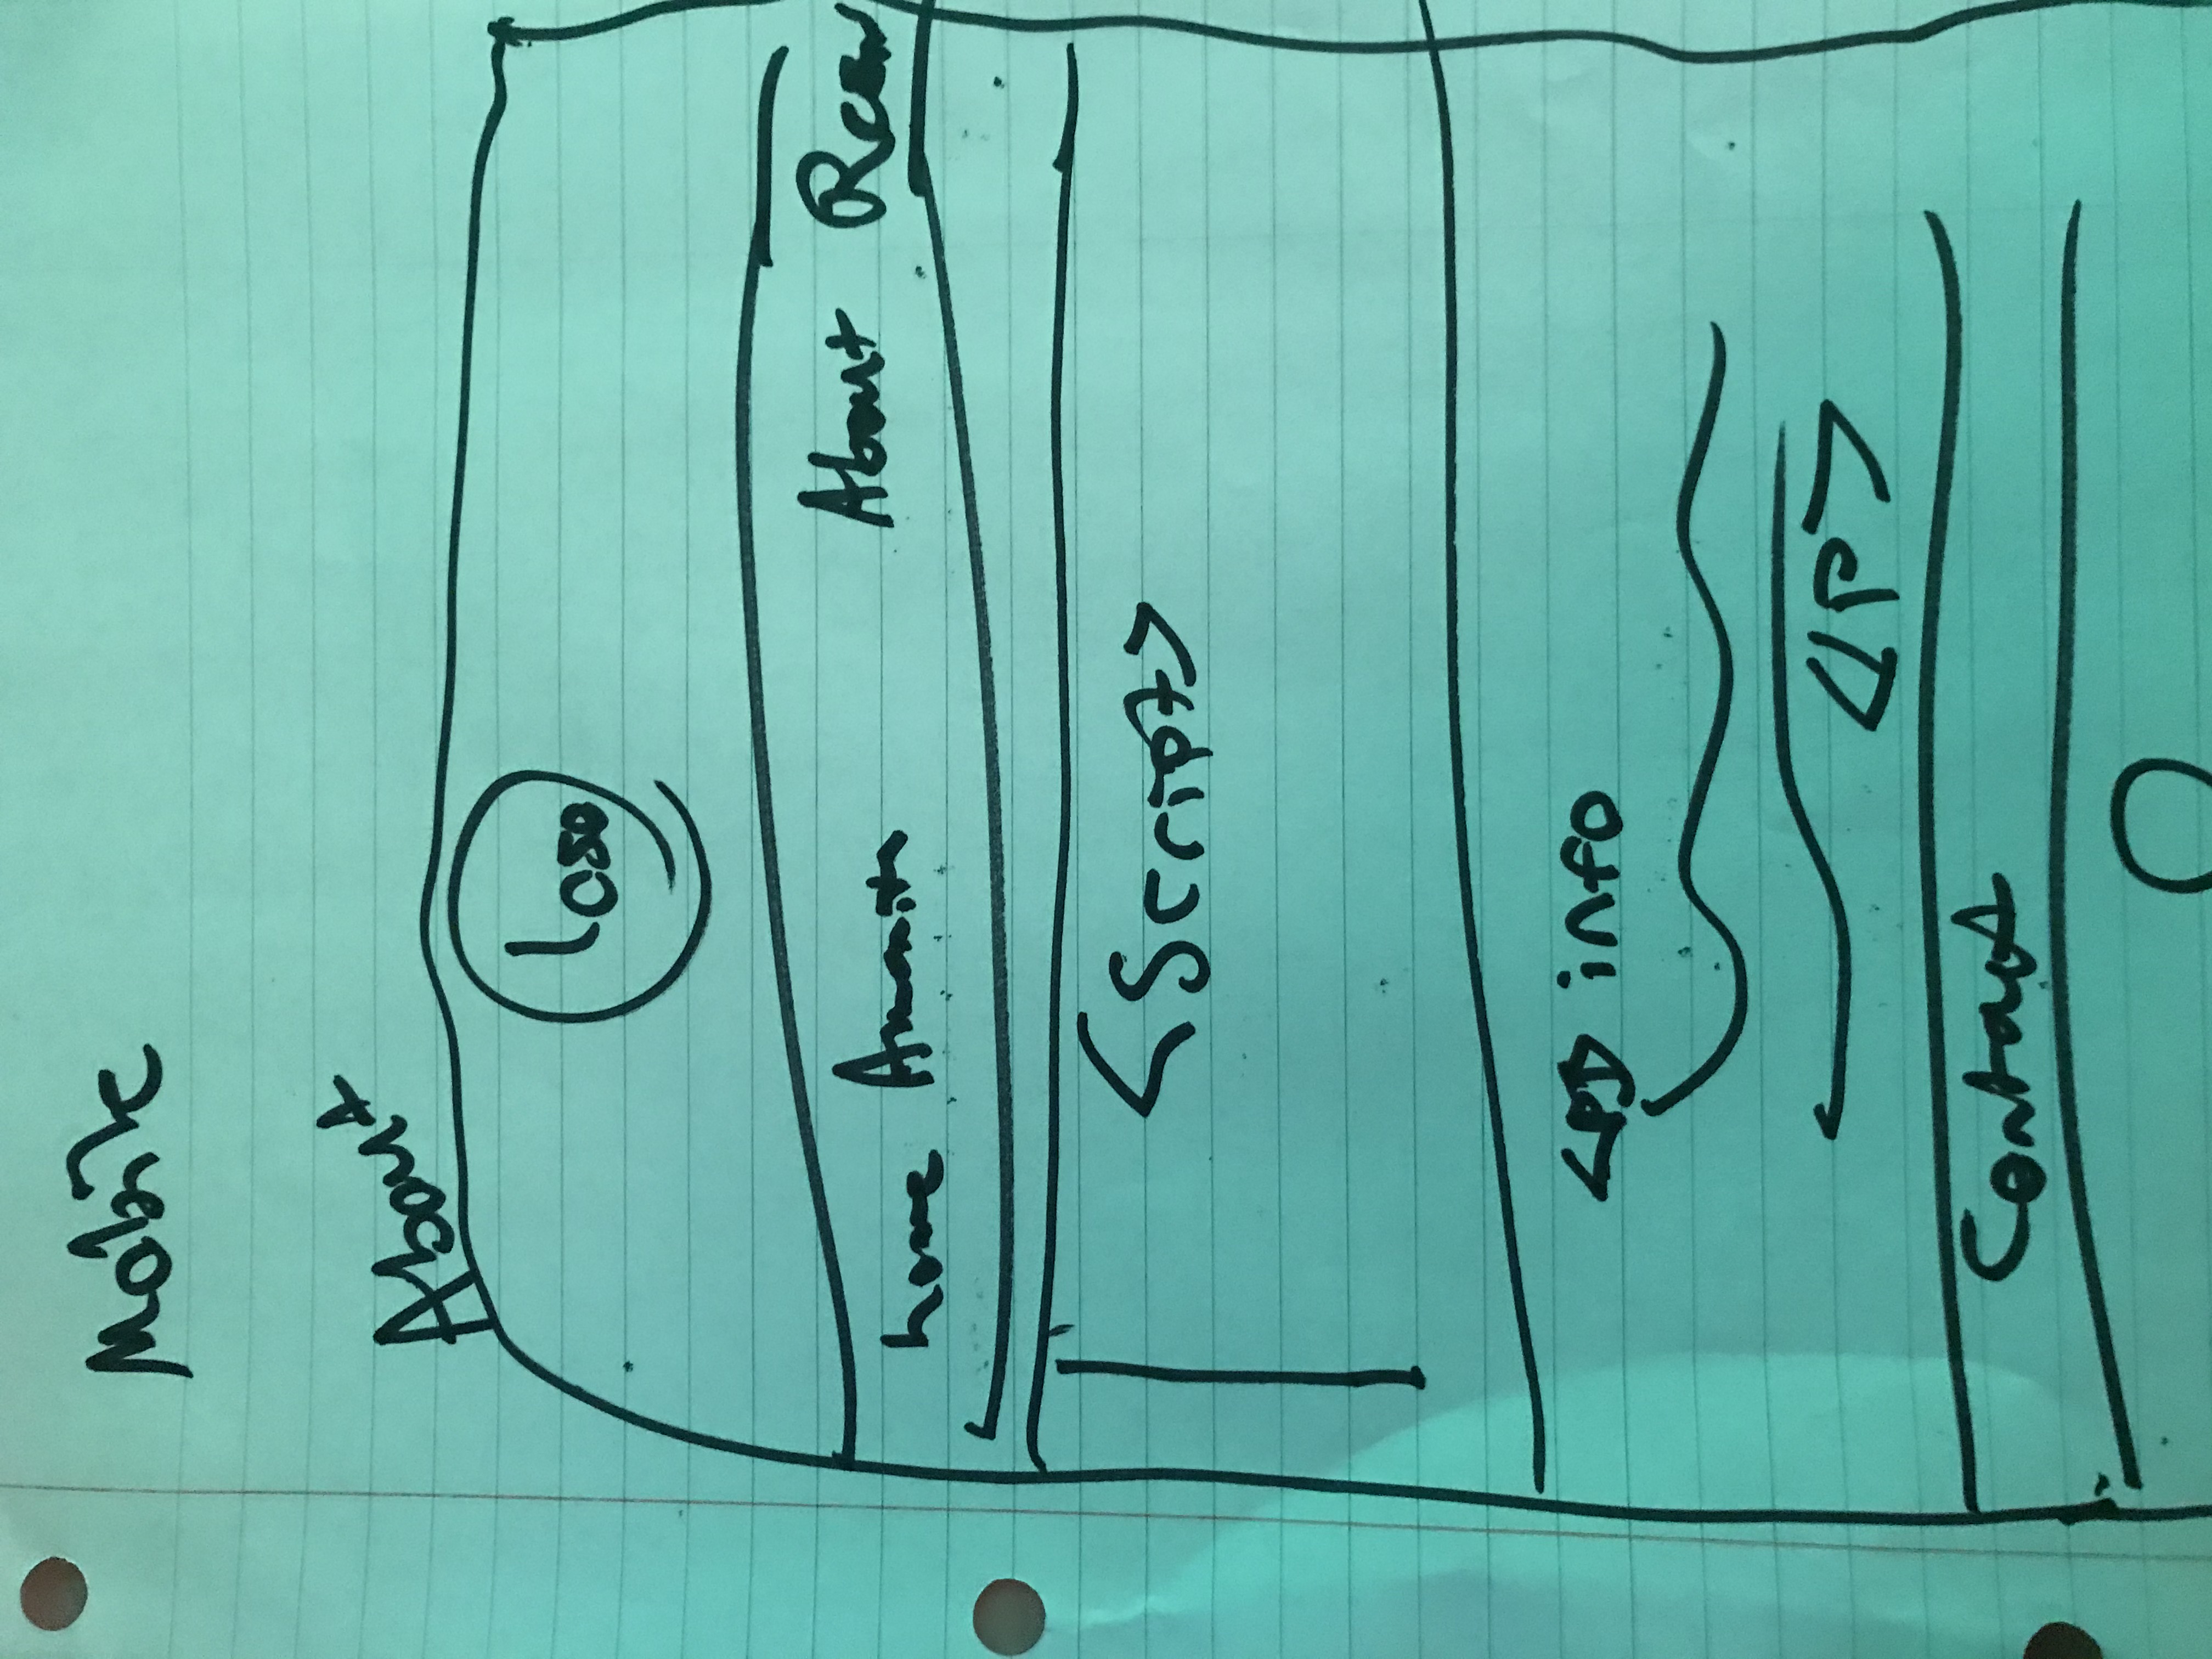 Mobile
About
logo
home About
<Script>
<P> info
</P>
Contact